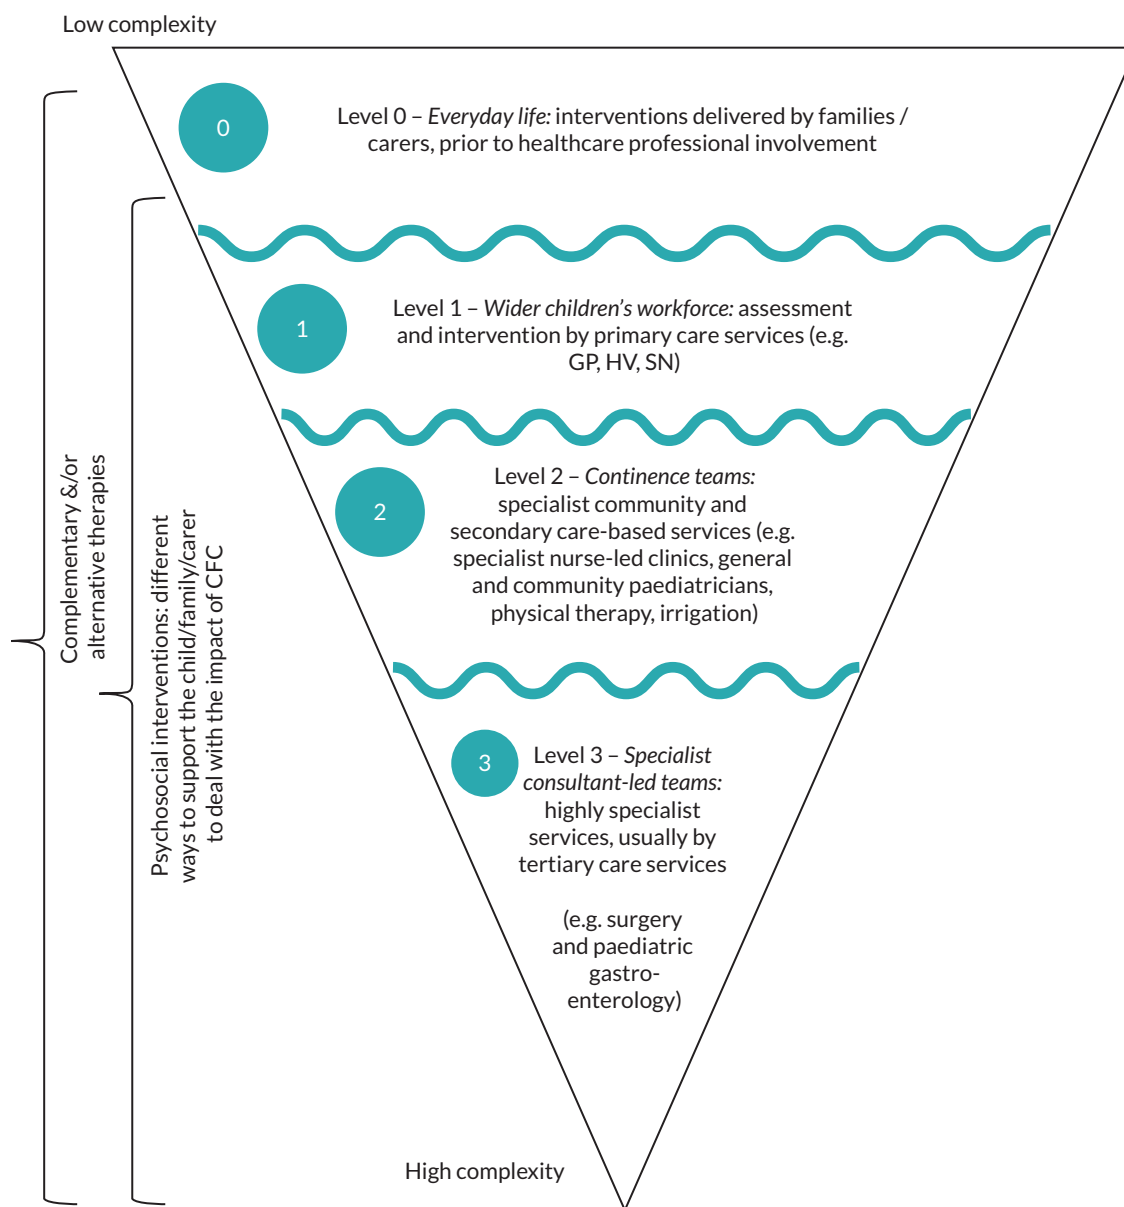 Low complexity
0
Level 0 – Everyday life: interventions delivered by families /
carers, prior to healthcare professional involvement
1
Level 1 – Wider children’s workforce: assessment
and intervention by primary care services (e.g.
GP, HV, SN)
2
Level 2 – Continence teams:
specialist community and
secondary care-based services (e.g.
specialist nurse-led clinics, general
and community paediatricians,
physical therapy, irrigation)
3
Level 3 – Specialist
consultant-led teams:
highly specialist
services, usually by
tertiary care services
(e.g. surgery
and paediatric
gastro-
enterology)
High complexity
Complementary &/or
alternative therapies
Psychosocial interventions: different
ways to support the child/family/carer
to deal with the impact of CFC